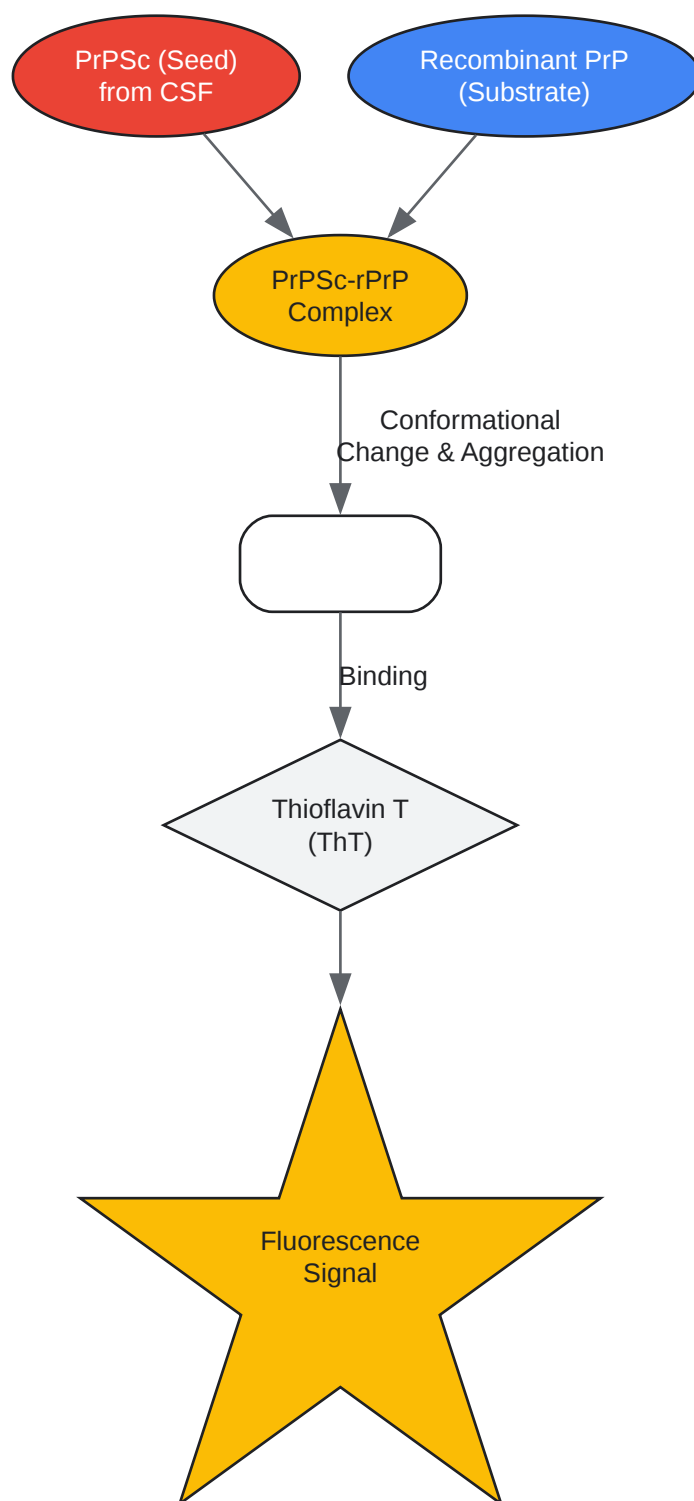 PrPSc (Seed)
from CSF
Recombinant PrP
(Substrate)
PrPSc-rPrP
Complex
Conformational
Change & Aggregation
Binding
Thioflavin T
(ThT)
Fluorescence
Signal